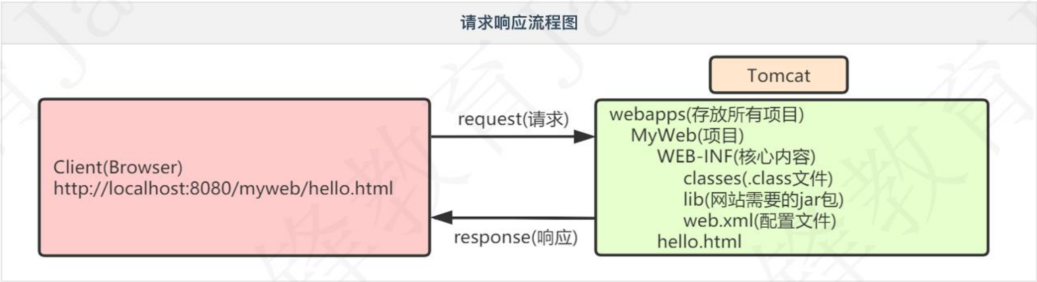 请求响应流程图
Tomcat
request(请求)
Client(Browser)
http://localhost:8080/myweb/hello.html
response(响应)
webapps(存放所有项目)
MyWeb(项目)
WEB-INF(核心内容)
classes(.class文件)
lib(网站需要的jar包)
web.xml(配置文件)
hello.html